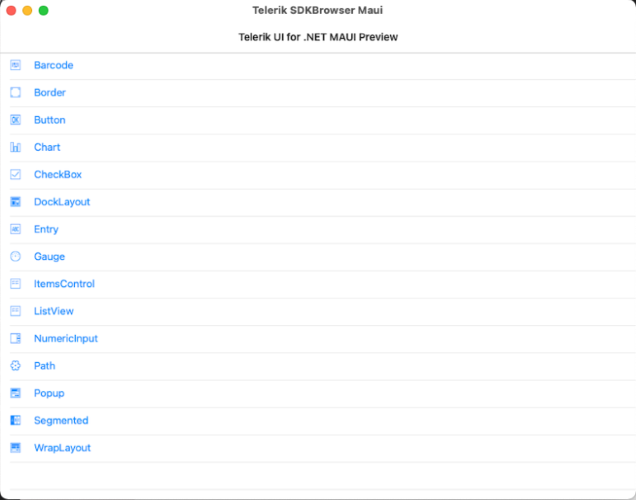 Telerik SDKBrowser Maui
Telerik UI for .NET MAUI Preview
Barcode
Border
Button
Chart
CheckBox
DockLayout
Entry
Gauge
ItemsControl
ListView
NumericInput
Path
Popup
Segmented
WrapLayout